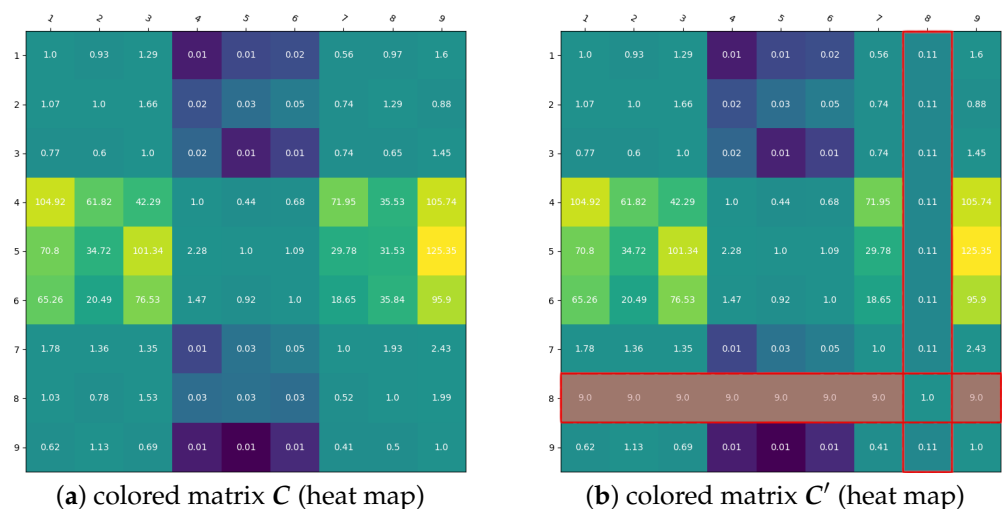 1 2 3 4 5 6 7 8 9
1 1.0 0.93 1.29 0.01 0.01 0.02 0.56 0.97 1.6
2 1.07 1.0 1.66 0.02 0.03 0.05 0.74 1.29 0.88
3 0.77 0.6 1.0 0.02 0.01 0.01 0.74 0.65 1.45
4 104.92 61.82 42.29 1.0 0.44 0.68 71.95 35.53 105.74
5 70.8 34.72 101.34 2.28 1.0 1.09 29.78 31.53 125.35
6 65.26 20.49 76.53 1.47 0.92 1.0 18.65 35.84 95.9
7 1.78 1.36 1.35 0.01 0.03 0.05 1.0 1.93 2.43
8 1.03 0.78 1.53 0.03 0.03 0.03 0.52 1.0 1.99
9 0.62 1.13 0.69 0.01 0.01 0.01 0.41 0.5 1.0
(a) colored matrix C (heat map)
1 2 3 4 5 6 7 8 9
1 1.0 0.93 1.29 0.01 0.01 0.02 0.56 0.11 1.6
2 1.07 1.0 1.66 0.02 0.03 0.05 0.74 0.11 0.88
3 0.77 0.6 1.0 0.02 0.01 0.01 0.74 0.11 1.45
4 104.92 61.82 42.29 1.0 0.44 0.68 71.95 0.11 105.74
5 70.8 34.72 101.34 2.28 1.0 1.09 29.78 0.11 125.35
6 65.26 20.49 76.53 1.47 0.92 1.0 18.65 0.11 95.9
7 1.78 1.36 1.35 0.01 0.03 0.05 1.0 0.11 2.43
8 9.0 9.0 9.0 9.0 9.0 9.0 9.0 1.0 9.0
9 0.62 1.13 0.69 0.01 0.01 0.01 0.41 0.11 1.0
(b) colored matrix C′ (heat map)